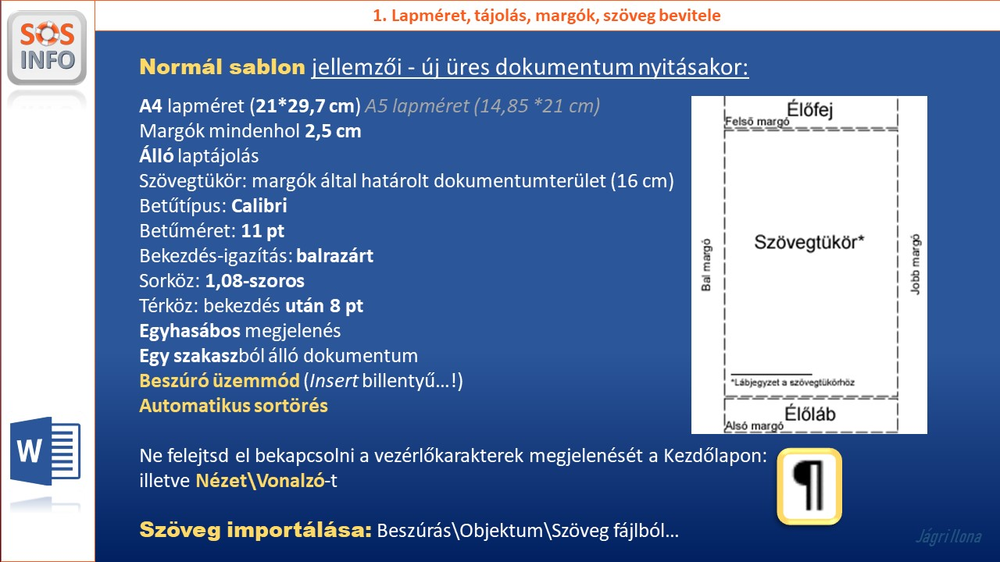 SOS
INFO
1. Lapméret, tájolás, margók, szöveg bevitele
Normál sablon jellemzői - új üres dokumentum nyitásakor:
A4 lapméret (21*29,7 cm) A5 lapméret (14,85 *21 cm)
Margók mindenhol 2,5 cm
Álló laptájolás
Szövegtükör: margók által határolt dokumentumterület (16 cm)
Betűtípus: Calibri
Betűméret: 11 pt
Bekezdés-igazítás: balrazárt
Sorköz: 1,08-szoros
Térköz: bekezdés után 8 pt
Egyhasábos megjelenés
Egy szakaszból álló dokumentum
Beszúró üzemmód (Insert billentyű…!)
Automatikus sortörés
Élőfej
Felső margó
Bal margó
Szövegtükör*
Jobb margó
*Lábjegyzet a szövegtükörhöz
Élőláb
Alsó margó
W
Ne felejtsd el bekapcsolni a vezérlőkarakterek megjelenését a Kezdőlapon:
illetve Nézet\Vonalzó-t
¶
Szöveg importálása: Beszúrás\Objektum\Szöveg fájlból…
Jágri Ilona